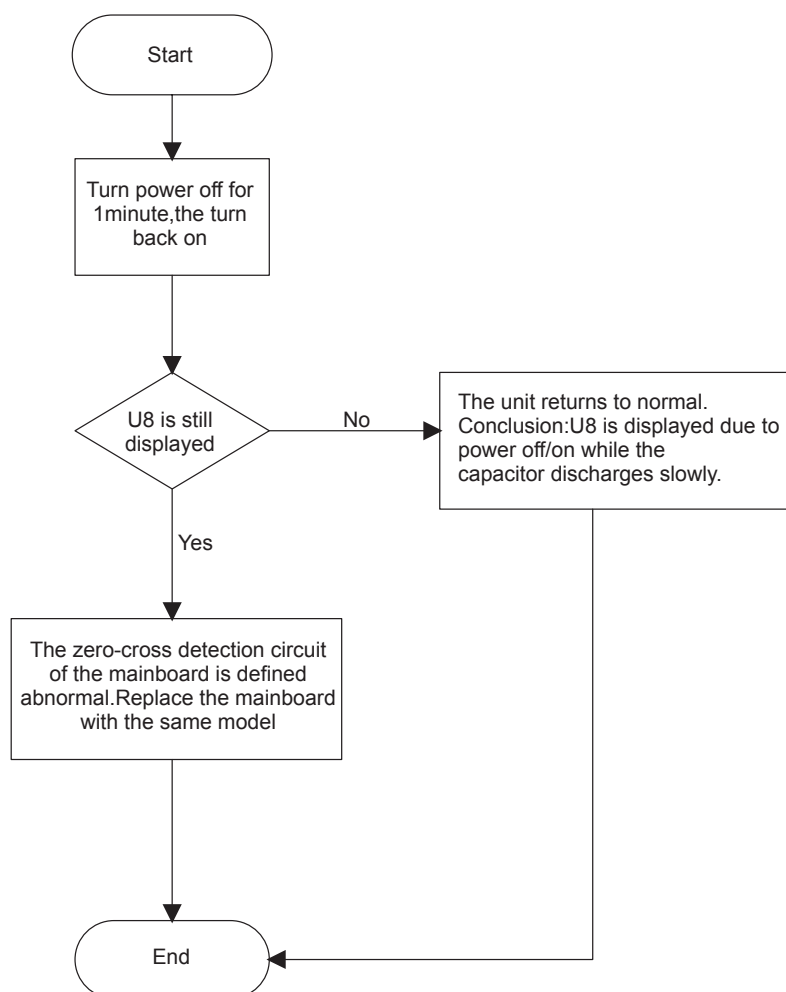 Start
Turn power off for
1minute,the turn
back on
U8 is still
displayed
No
The unit returns to normal.
Conclusion:U8 is displayed due to
power off/on while the
capacitor discharges slowly.
Yes
The zero-cross detection circuit
of the mainboard is defined
abnormal.Replace the mainboard
with the same model
End